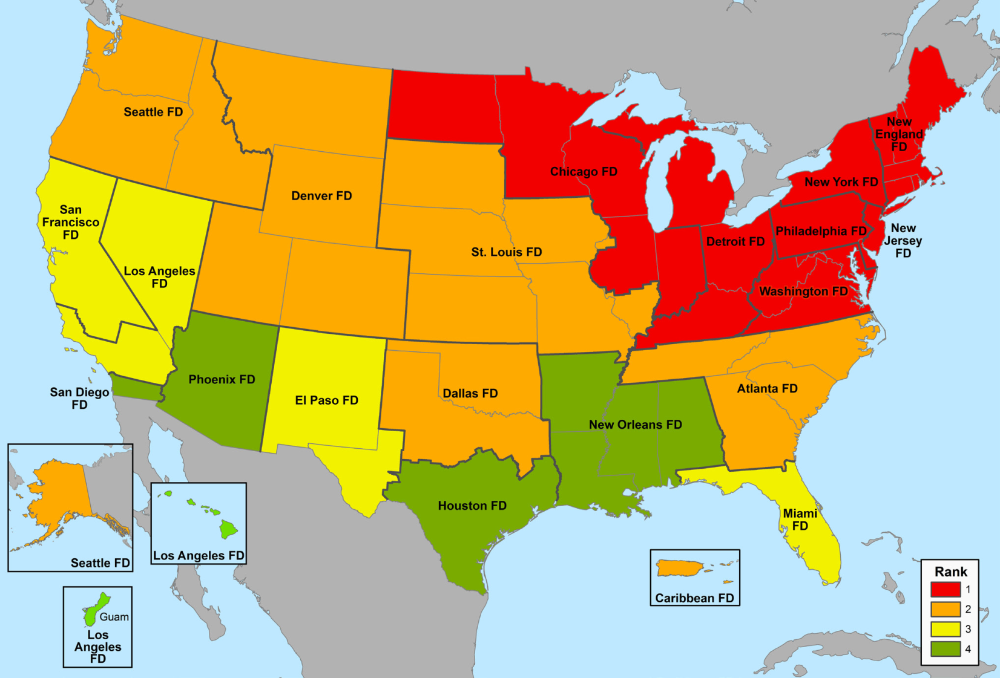 Seattle FD
New
England
FD
Chicago FD
New York FD
Denver FD
San
Francisco
FD
Philadelphia FD
Detroit FD
New
Jersey
FD
St. Louis FD
Los Angeles
FD
Washington FD
Phoenix FD
San Diego
FD
El Paso FD
Dallas FD
Atlanta FD
New Orleans FD
Houston FD
Miami
FD
Seattle FD
Los Angeles FD
Caribbean FD
Guam
Los
Angeles
FD
Rank
1
2
3
4